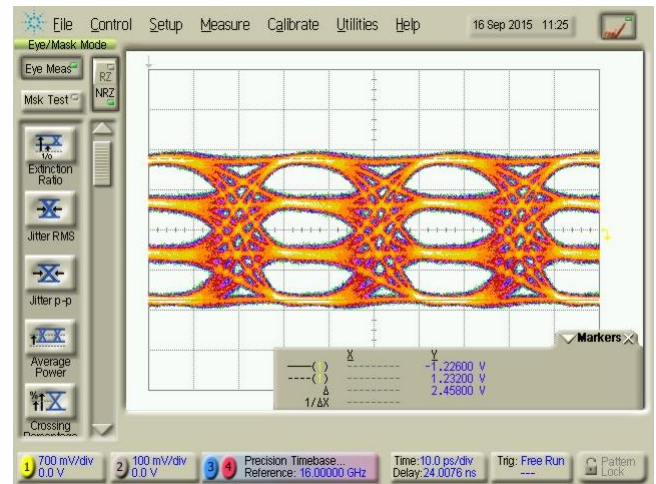 File Control Setup Measure Calibrate Utilities Help 16 Sep 2015 11:25
Eye/Mask Mode
Eye Meas
RZ
NRZ
Msk Test
1/0
Extinction
Ratio
Jitter RMS
Jitter p-p
Average
Power
%
Crossing
Percentage
Markers X
X Y
-1.22600 V
1.23200 V
Δ 2.45800 V
1/ΔX
1 700 mV/div
0.0 V
2 100 mV/div
0.0 V
3 4 Precision Timebase...
Reference: 16.00000 GHz
Time:10.0 ps/div
Delay:24.0076 ns
Trig: Free Run
---
Pattern
Lock